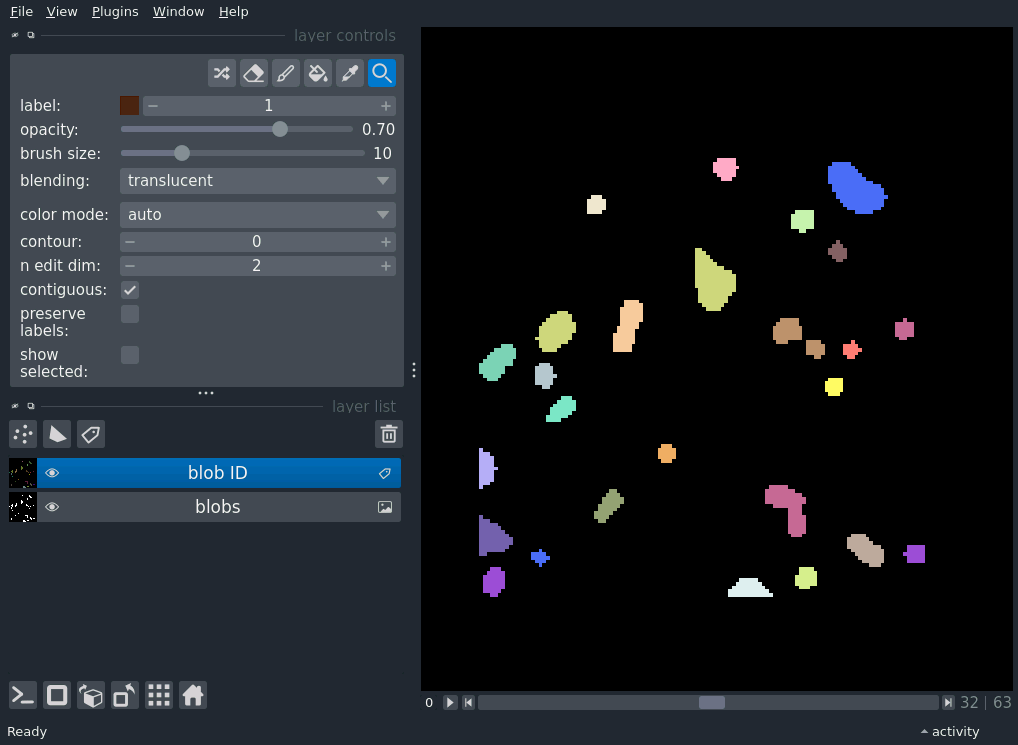 File View Plugins Window Help
layer controls
label: 1
opacity: 0.70
brush size: 10
blending: translucent
color mode: auto
contour: 0
n edit dim: 2
contiguous:
preserve
labels:
show
selected:
layer list
blob ID
blobs
0 32 | 63
Ready activity